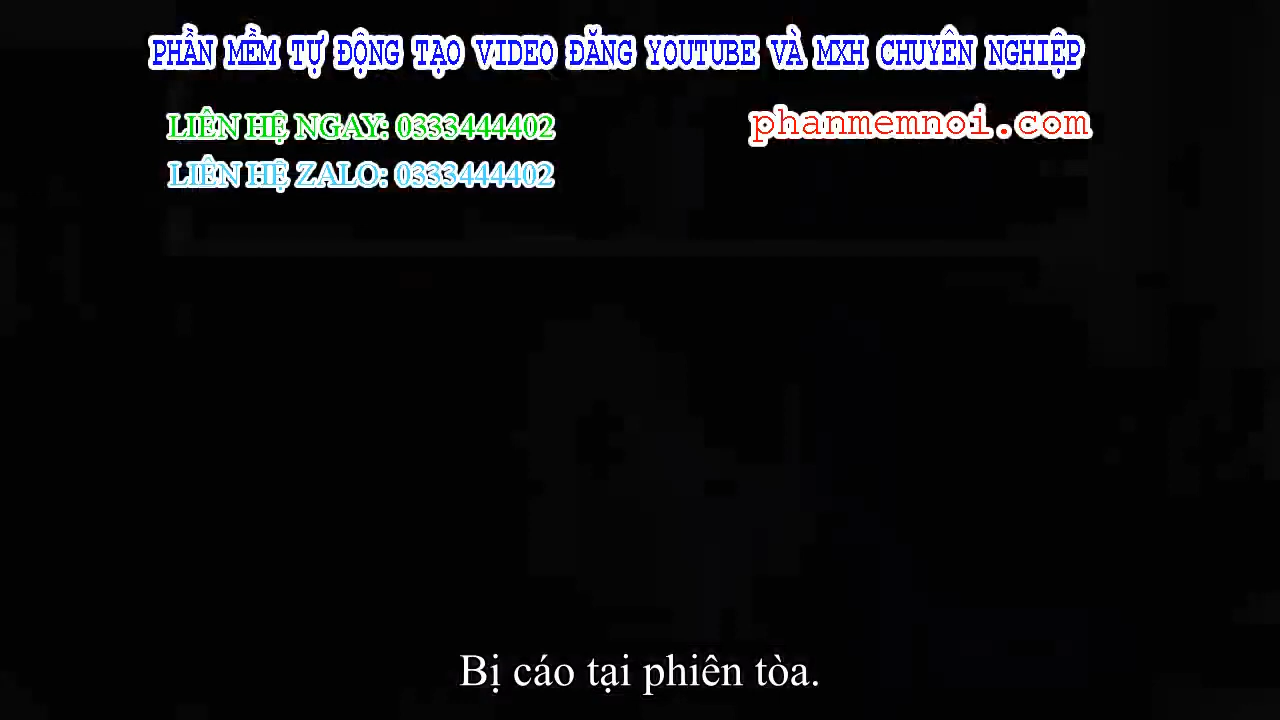 PHẦN MỀM TỰ ĐỘNG TẠO VIDEO ĐĂNG YOUTUBE VÀ MXH CHUYÊN NGHIỆP
LIÊN HỆ NGAY: 0333444402
phanmemnoi.com
LIÊN HỆ ZALO: 0333444402
Bị cáo tại phiên tòa.